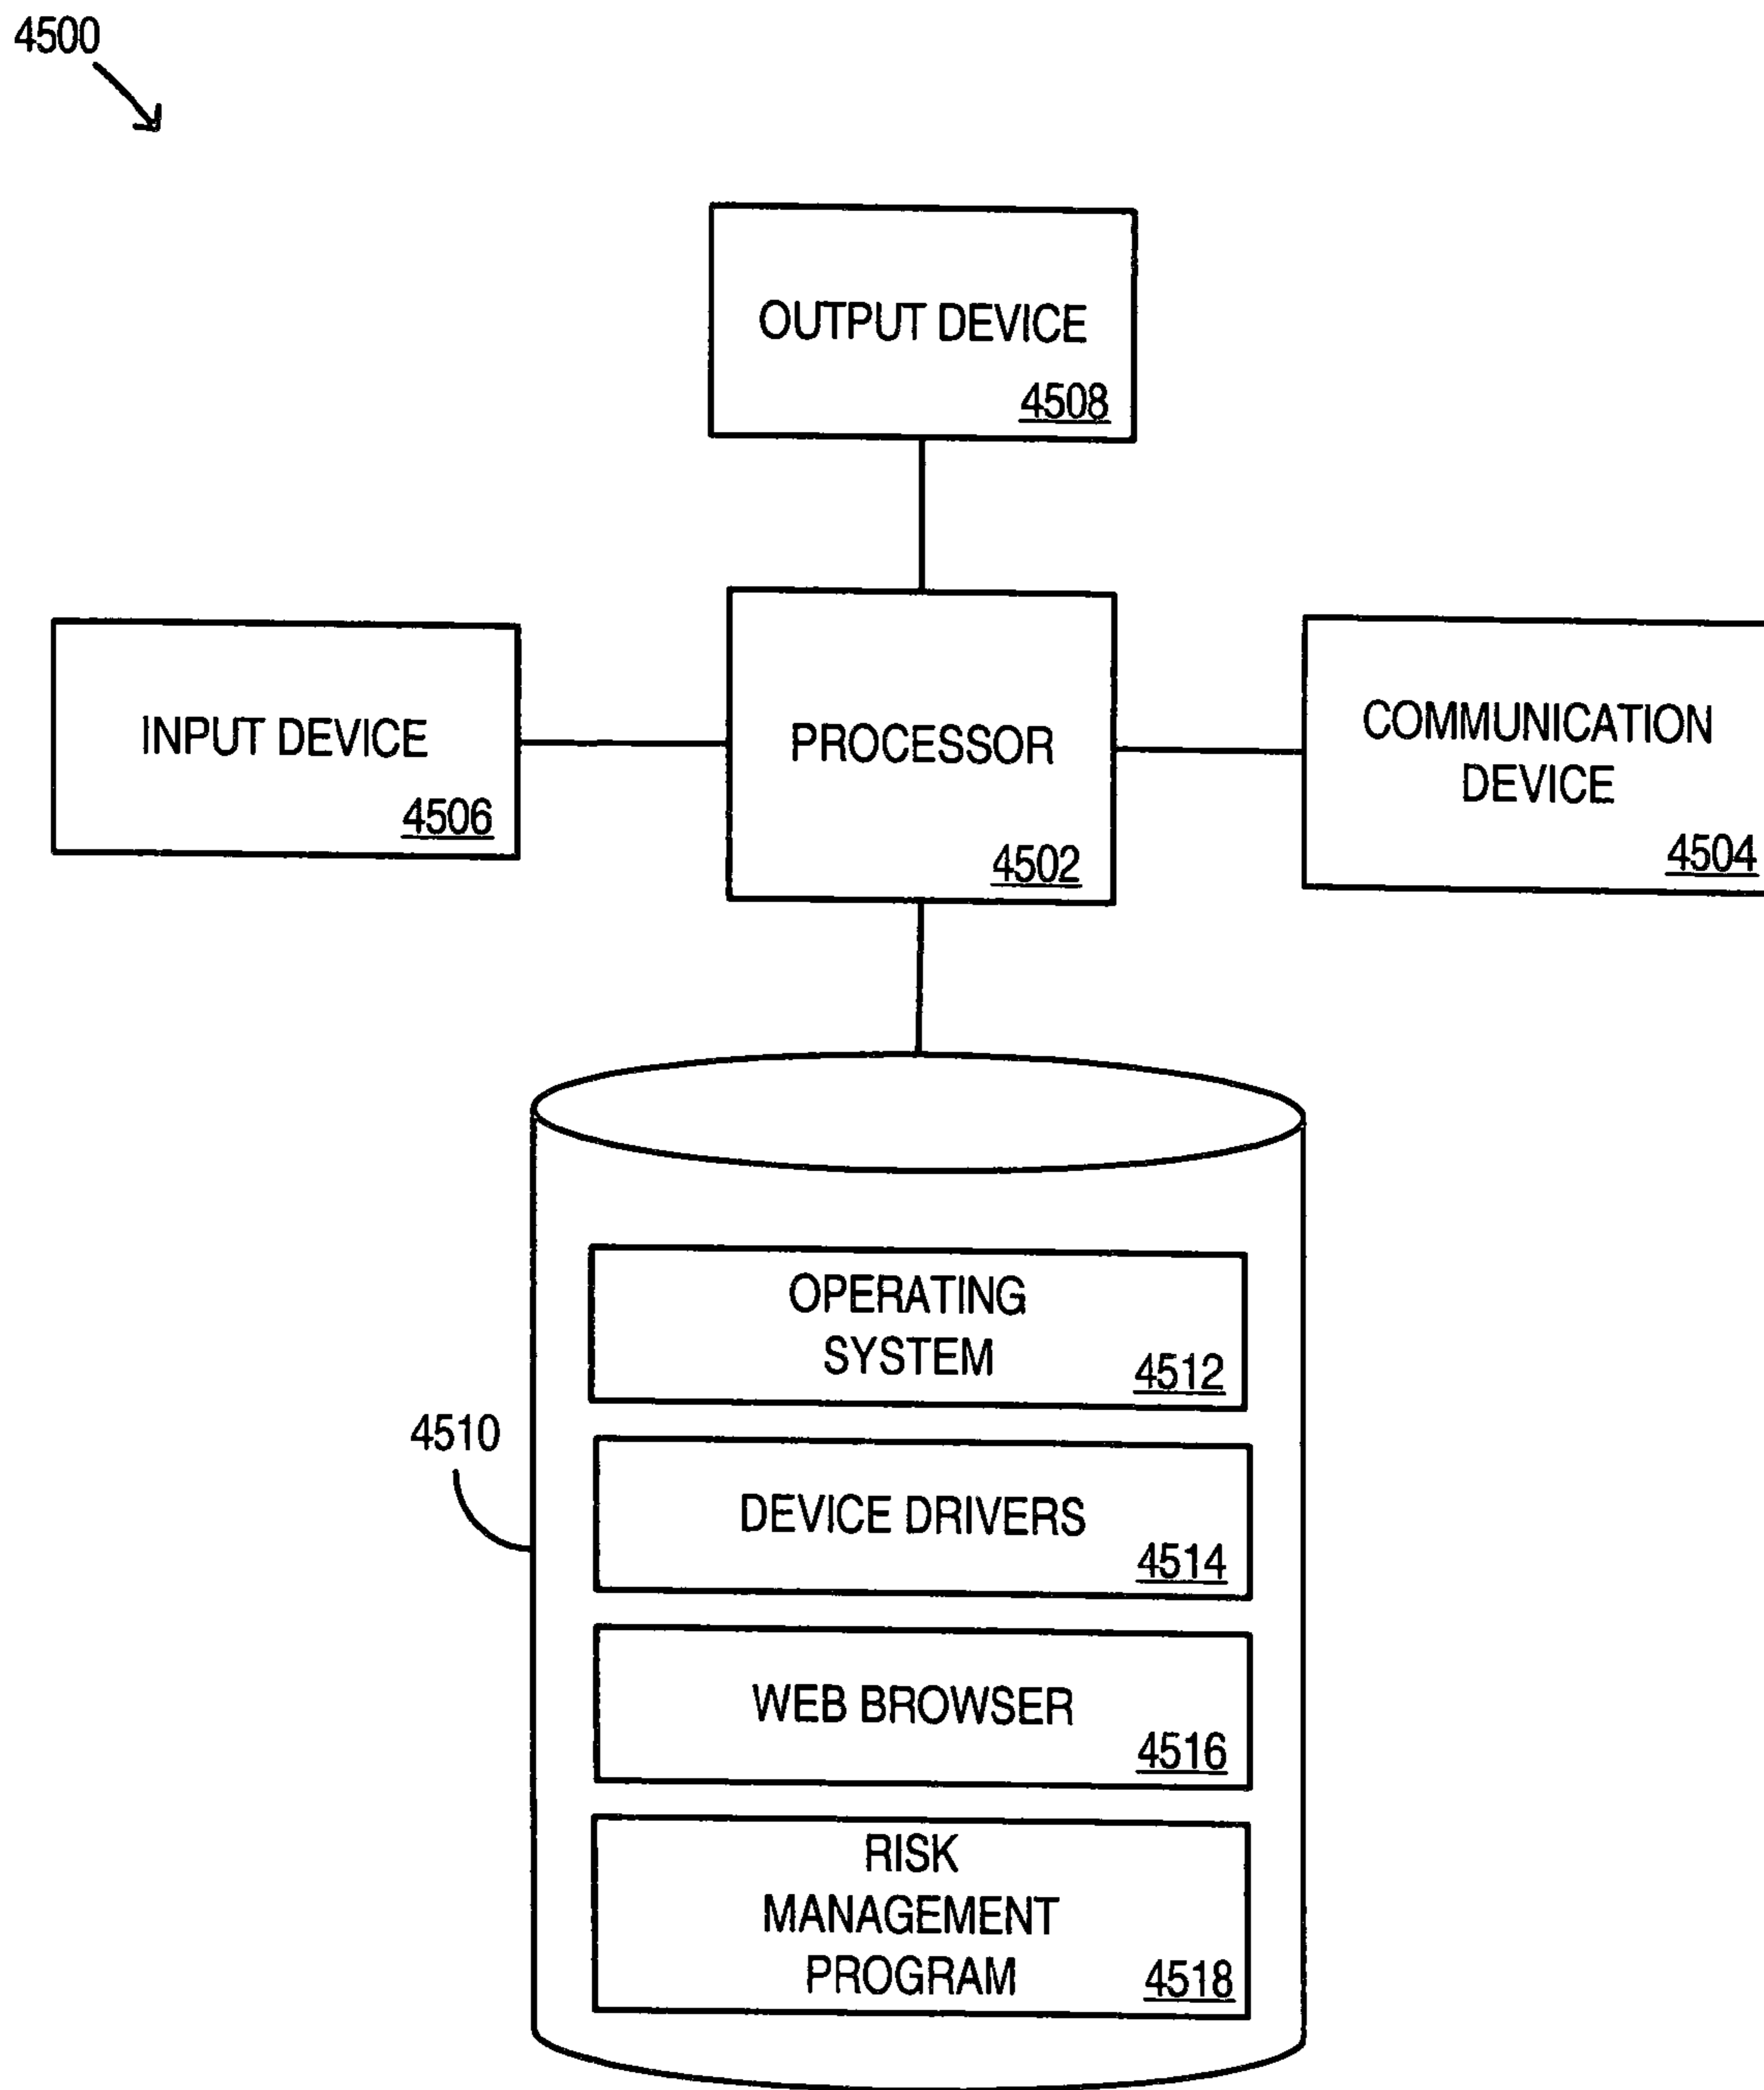 4500
OUTPUT DEVICE
4508
INPUT DEVICE
4506
PROCESSOR
4502
COMMUNICATION
DEVICE
4504
OPERATING
SYSTEM
4512
4510
DEVICE DRIVERS
4514
WEB BROWSER
4516
RISK
MANAGEMENT
PROGRAM
4518